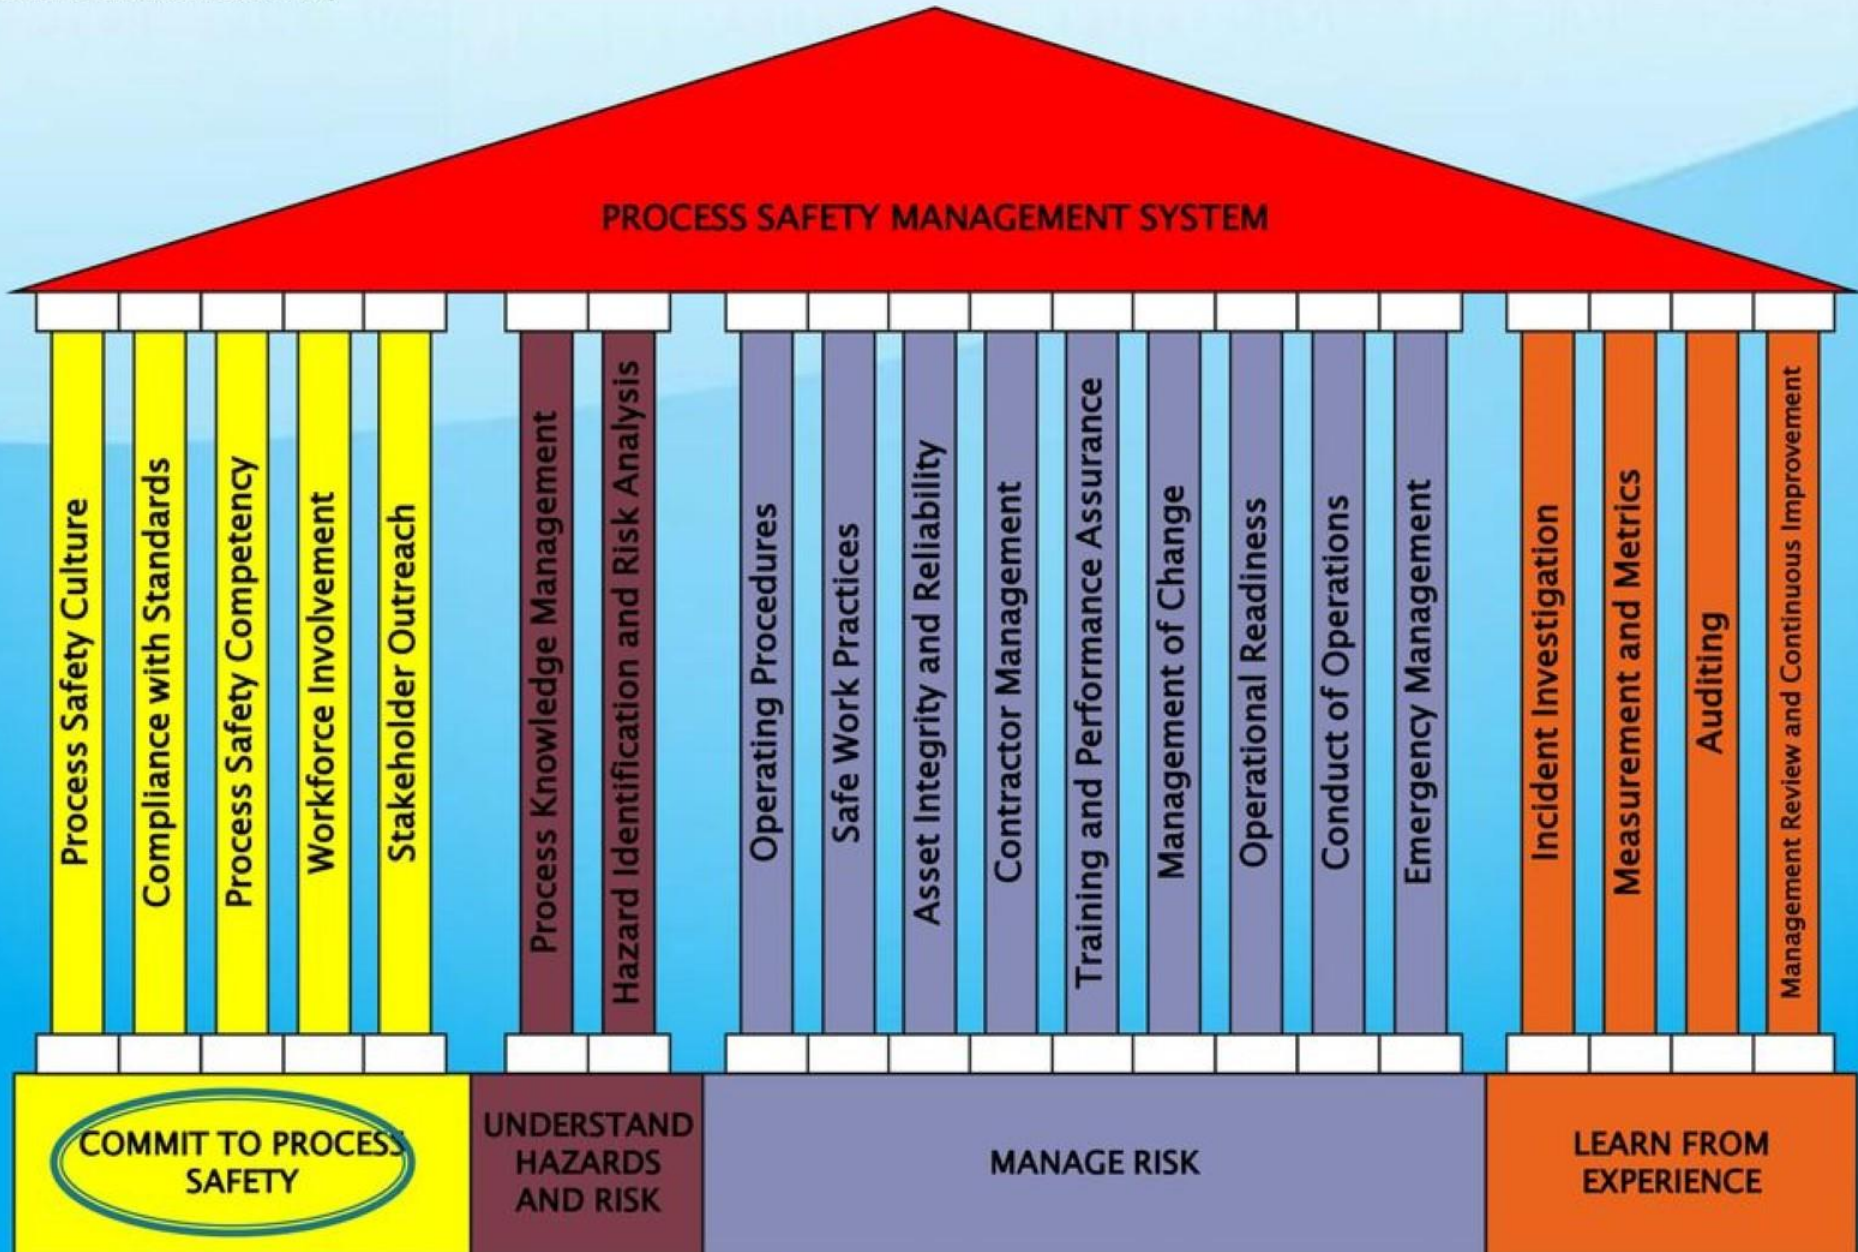 PROCESS SAFETY MANAGEMENT SYSTEM
Process Safety Culture
Compliance with Standards
Process Safety Competency
Workforce Involvement
Stakeholder Outreach
Process Knowledge Management
Hazard Identification and Risk Analysis
Operating Procedures
Safe Work Practices
Asset Integrity and Reliability
Contractor Management
Training and Performance Assurance
Management of Change
Operational Readiness
Conduct of Operations
Emergency Management
Incident Investigation
Measurement and Metrics
Auditing
Management Review and Continuous Improvement
COMMIT TO PROCESS
SAFETY
UNDERSTAND
HAZARDS
AND RISK
MANAGE RISK
LEARN FROM
EXPERIENCE